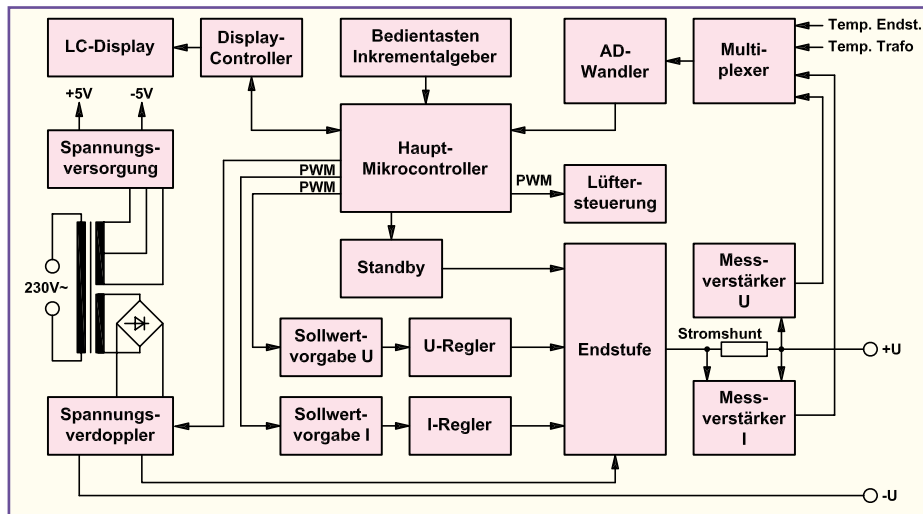 LC-Display
Display-
Controller
Bedientasten
Inkrementalgeber
AD-
Wandler
Multi-
plexer
Temp. Endst.
Temp. Trafo
+5V
-5V
Spannungs-
versorgung
Haupt-
Mikrocontroller
PWM
PWM
PWM
Lüfter-
steuerung
230V~
Standby
Mess-
verstärker
U
Sollwert-
vorgabe U
U-Regler
Endstufe
Stromshunt
+U
Spannungs-
verdoppler
Sollwert-
vorgabe I
I-Regler
Mess-
verstärker
I
-U